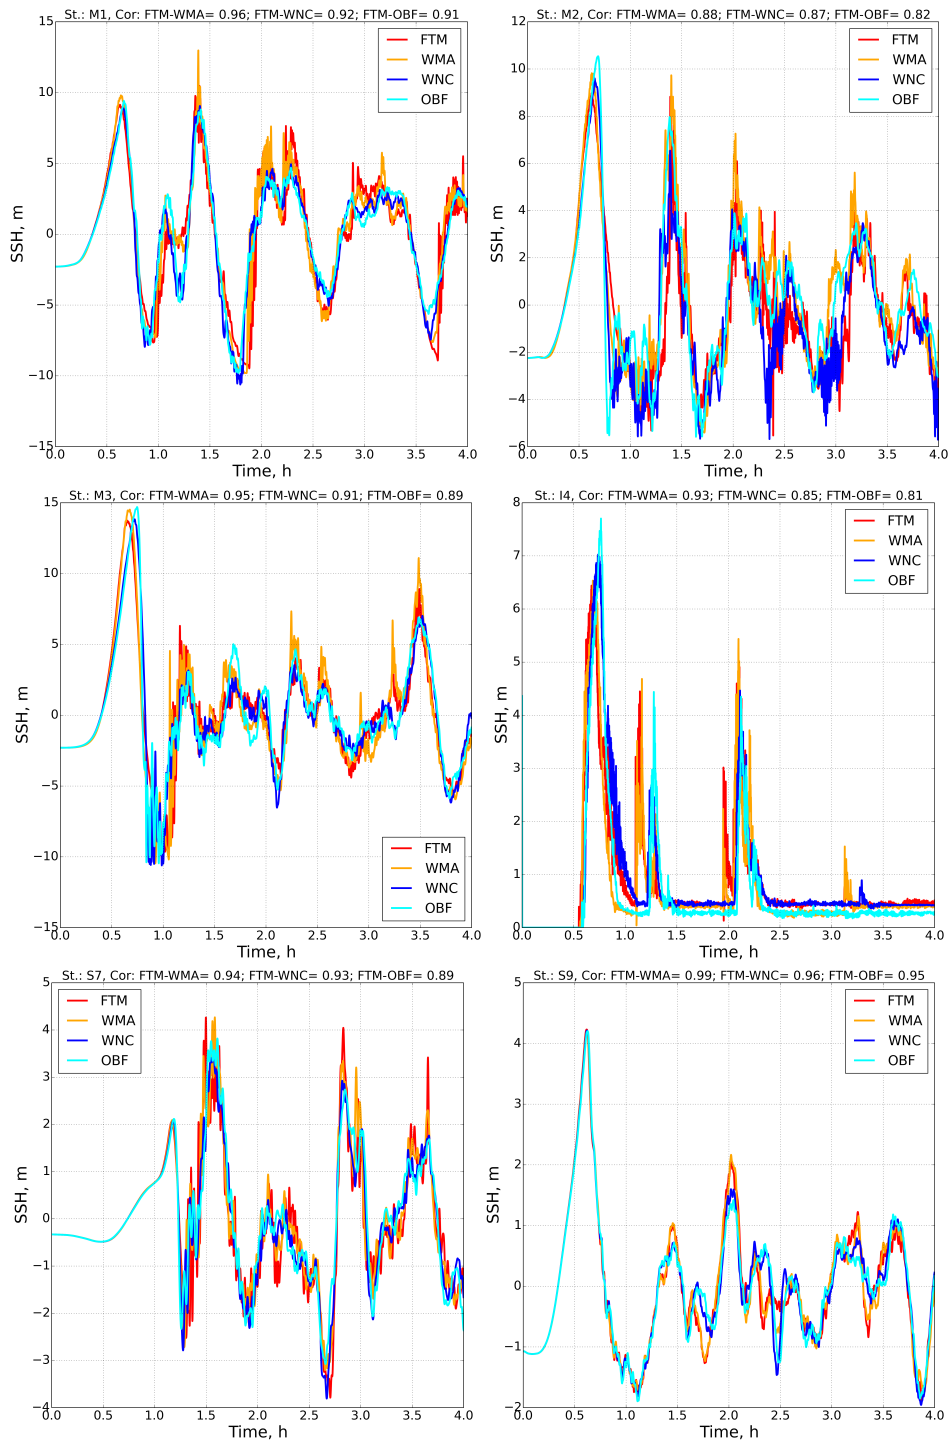 St.: M1, Cor: FTM-WMA= 0.96; FTM-WNC= 0.92; FTM-OBF= 0.91
15
10
5
0
−5
−10
−15
SSH, m
FTM
WMA
WNC
OBF
0.0 0.5 1.0 1.5 2.0 2.5 3.0 3.5 4.0
Time, h
St.: M2, Cor: FTM-WMA= 0.88; FTM-WNC= 0.87; FTM-OBF= 0.82
12
10
8
6
4
2
0
−2
−4
−6
SSH, m
FTM
WMA
WNC
OBF
0.0 0.5 1.0 1.5 2.0 2.5 3.0 3.5 4.0
Time, h
St.: M3, Cor: FTM-WMA= 0.95; FTM-WNC= 0.91; FTM-OBF= 0.89
15
10
5
0
−5
−10
−15
SSH, m
FTM
WMA
WNC
OBF
0.0 0.5 1.0 1.5 2.0 2.5 3.0 3.5 4.0
Time, h
St.: I4, Cor: FTM-WMA= 0.93; FTM-WNC= 0.85; FTM-OBF= 0.81
8
7
6
5
4
3
2
1
0
SSH, m
FTM
WMA
WNC
OBF
0.0 0.5 1.0 1.5 2.0 2.5 3.0 3.5 4.0
Time, h
St.: S7, Cor: FTM-WMA= 0.94; FTM-WNC= 0.93; FTM-OBF= 0.89
5
4
3
2
1
0
−1
−2
−3
−4
SSH, m
FTM
WMA
WNC
OBF
0.0 0.5 1.0 1.5 2.0 2.5 3.0 3.5 4.0
Time, h
St.: S9, Cor: FTM-WMA= 0.99; FTM-WNC= 0.96; FTM-OBF= 0.95
5
4
3
2
1
0
−1
−2
SSH, m
FTM
WMA
WNC
OBF
0.0 0.5 1.0 1.5 2.0 2.5 3.0 3.5 4.0
Time, h